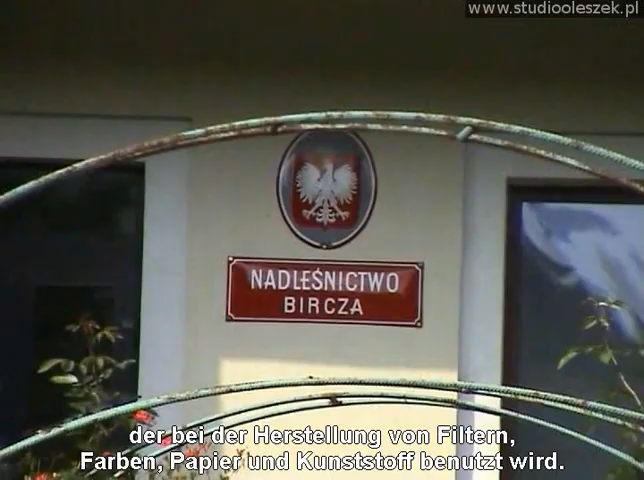 www.studiooleszek.pl
NADLEŚNICTWO
BIRCZA
der bei der Herstellung von Filtern,
Farben, Papier und Kunststoff benutzt wird.